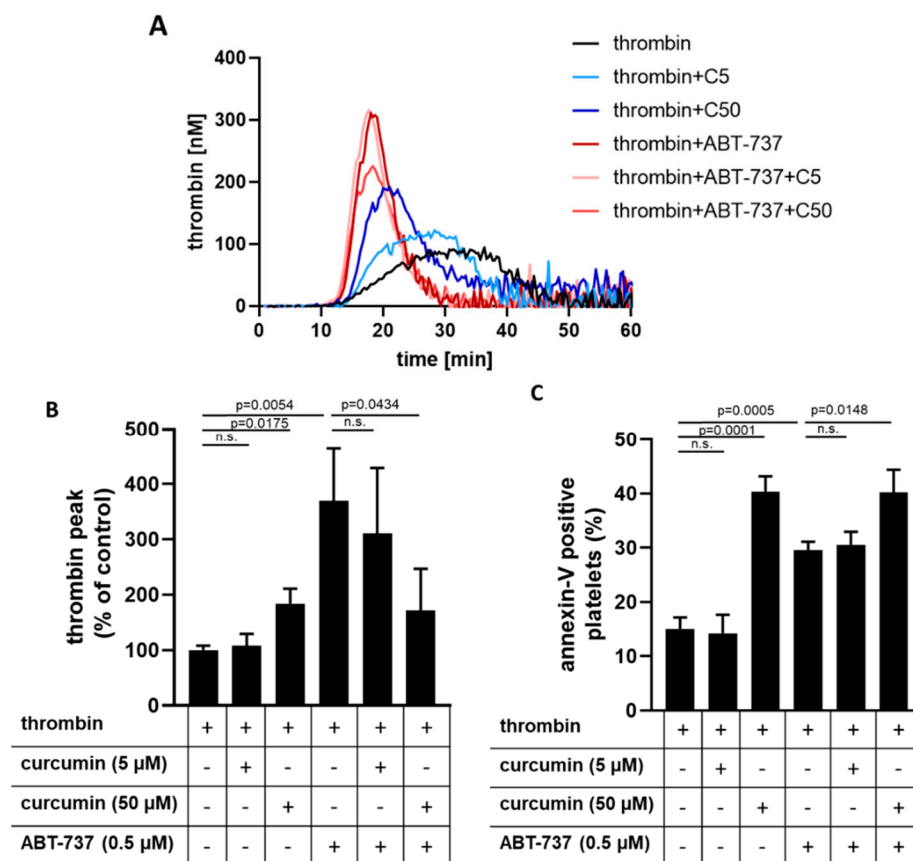 A
thrombin [nM]
400
300
200
100
0
0 10 20 30 40 50 60
time [min]
thrombin
thrombin+C5
thrombin+C50
thrombin+ABT-737
thrombin+ABT-737+C5
thrombin+ABT-737+C50
B
p=0.0054
p=0.0434
p=0.0175
n.s.
n.s.
thrombin peak
(% of control)
500
400
300
200
100
0
thrombin + + + + + +
curcumin (5 µM) - + - - + -
curcumin (50 µM) - - + - - +
ABT-737 (0.5 µM) - - - + + +
C
p=0.0005
p=0.0148
p=0.0001
n.s.
n.s.
annexin-V positive
platelets (%)
50
40
30
20
10
0
thrombin + + + + + +
curcumin (5 µM) - + - - + -
curcumin (50 µM) - - + - - +
ABT-737 (0.5 µM) - - - + + +